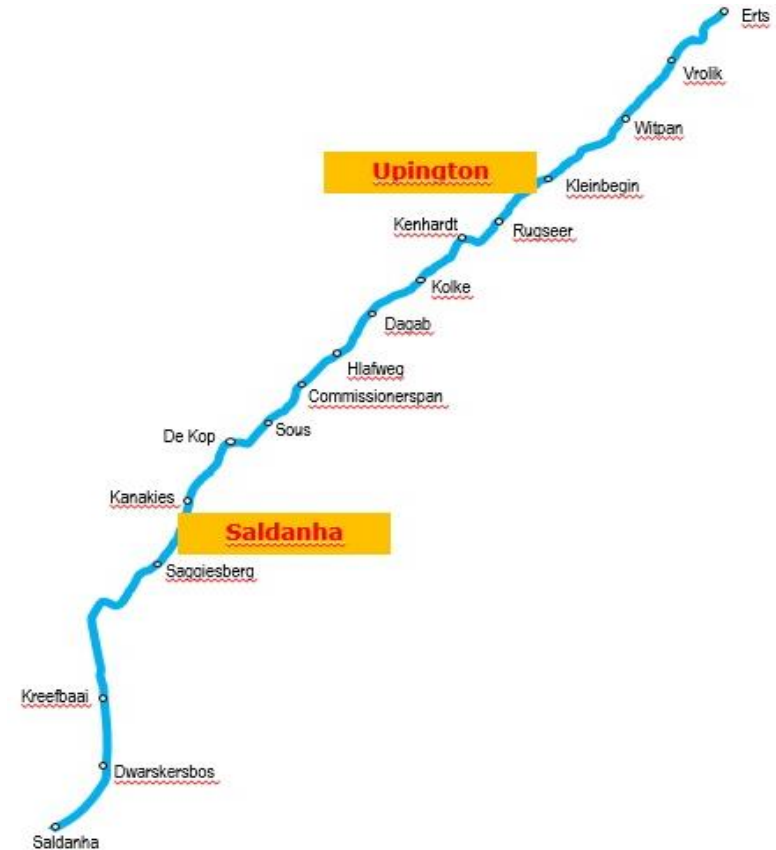 Erts
Vrolik
Witpan
Upington
Kleinbegin
Kenhardt
Rugseer
Kolke
Dagab
Hlafweg
Commissionerspan
Sous
De Kop
Kanakies
Saldanha
Saggiesberg
Kreefbaai
Dwarskersbos
Saldanha